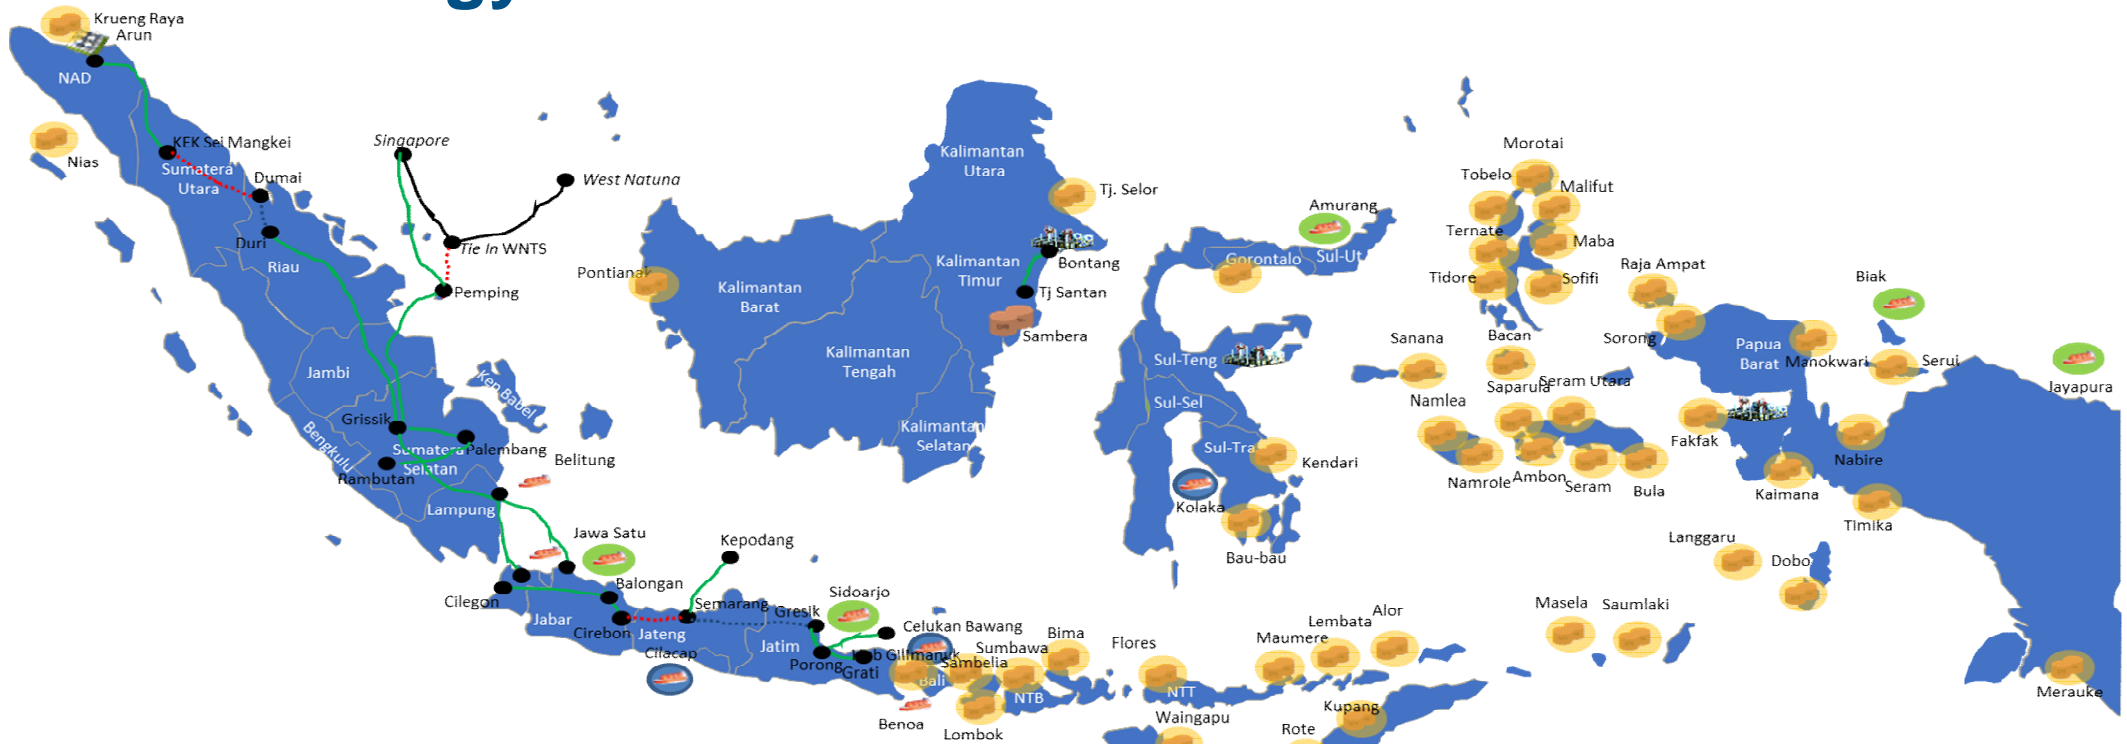 gy
Krueng Raya
Arun
NAD
Nias
KEK Sei Mangkei
Sumatera
Utara
Dumai
Duri
Riau
Singapore
West Natuna
Tie In WNTS
Pemping
Jambi
Kep Babel
Grissik
Bengkulu
Sumatera
Selatan
Palembang
Rambutan
Belitung
Lampung
Jawa Satu
Cilegon
Balongan
Jabar
Cirebon
Jateng
Cilacap
Kepodang
Semarang
Gresik
Jatim
Sidoarjo
Porong
Grati
Celukan Bawang
Gilimanuk
Bali
Benoa
Sambelia
Lombok
Sumbawa
NTB
Bima
Flores
NTT
Waingapu
Maumere
Lembata
Alor
Kupang
Rote
Pontianak
Kalimantan
Barat
Kalimantan
Tengah
Kalimantan
Selatan
Kalimantan
Timur
Kalimantan
Utara
Tj. Selor
Bontang
Tj Santan
Sambera
Amurang
Gorontalo
Sul-Ut
Sul-Teng
Sul-Sel
Sul-Tra
Kendari
Kolaka
Bau-bau
Morotai
Tobelo
Malifut
Ternate
Maba
Tidore
Sofifi
Bacan
Sanana
Saparula
Seram Utara
Namlea
Namrole
Ambon
Seram
Bula
Raja Ampat
Sorong
Papua
Barat
Manokwari
Biak
Serui
Jayapura
Fakfak
Nabire
Kaimana
Timika
Langgaru
Dobo
Masela
Saumlaki
Merauke